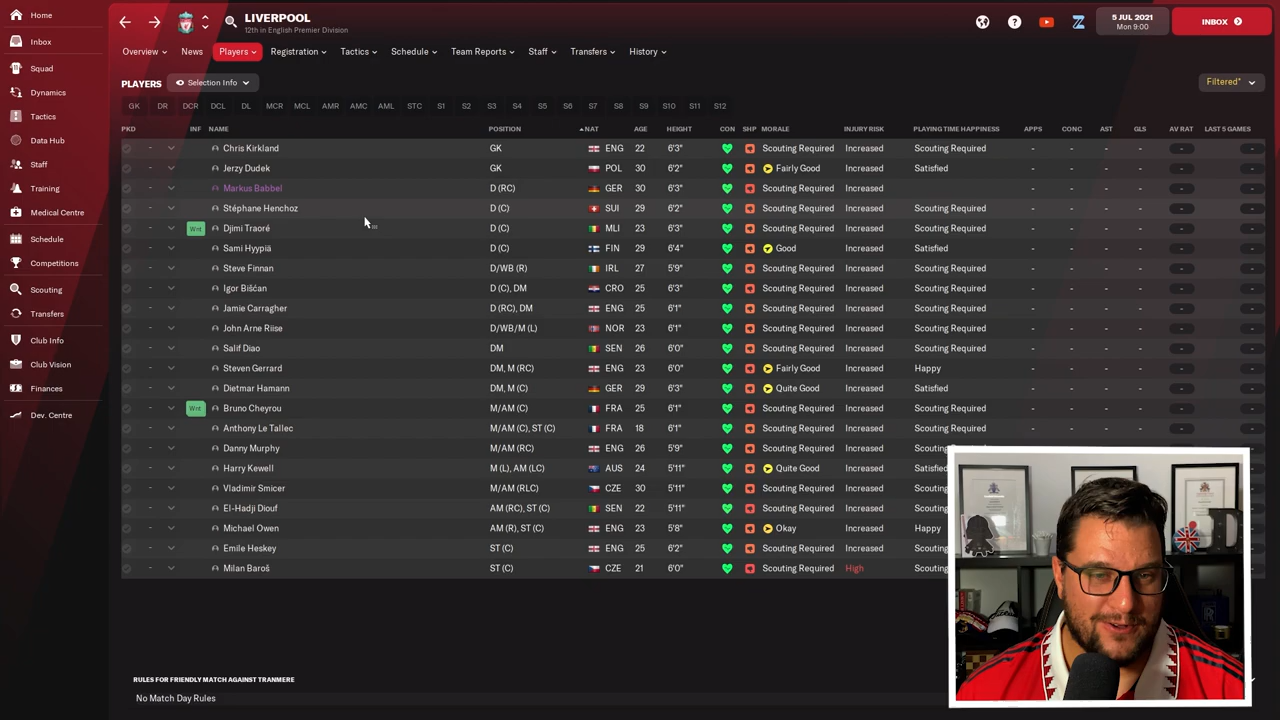 Home
Inbox
Squad
Dynamics
Tactics
Data Hub
Staff
Training
Medical Centre
Schedule
Competitions
Scouting
Transfers
Club Info
Club Vision
Finances
Dev. Centre
LIVERPOOL
12th in English Premier Division
5 JUL 2021
Mon 9:00
INBOX
Overview News Players Registration Tactics Schedule Team Reports Staff Transfers History
PLAYERS Selection Info Filtered*
GK DR DCR DCL DL MCR MCL AMR AMC AML STC S1 S2 S3 S4 S5 S6 S7 S8 S9 S10 S11 S12
PKD INF NAME POSITION NAT AGE HEIGHT CON SHP MORALE INJURY RISK PLAYING TIME HAPPINESS APPS CONC AST GLS AV RAT LAST 5 GAMES
- Chris Kirkland GK ENG 22 6'3" Scouting Required Increased Scouting Required - - - - - -
- Jerzy Dudek GK POL 30 6'2" Fairly Good Increased Satisfied - - - - - -
- Markus Babbel D (RC) GER 30 6'3" Scouting Required Increased Scouting Required - - - - - -
- Stéphane Henchoz D (C) SUI 29 6'2" Scouting Required Increased Scouting Required - - - - - -
- Wnt Djimi Traoré D (C) MLI 23 6'3" Scouting Required Increased Scouting Required - - - - - -
- Sami Hyypiä D (C) FIN 29 6'4" Good Increased Satisfied - - - - - -
- Steve Finnan D/WB (R) IRL 27 5'9" Scouting Required Increased Scouting Required - - - - - -
- Igor Bišćan D (C), DM CRO 25 6'3" Scouting Required Increased Scouting Required - - - - - -
- Jamie Carragher D (RC), DM ENG 25 6'1" Scouting Required Increased Scouting Required - - - - - -
- John Arne Riise D/WB/M (L) NOR 23 6'1" Scouting Required Increased Scouting Required - - - - - -
- Salif Diao DM SEN 26 6'0" Scouting Required Increased Scouting Required - - - - - -
- Steven Gerrard DM, M (RC) ENG 23 6'0" Fairly Good Increased Happy - - - - - -
- Dietmar Hamann DM, M (C) GER 29 6'3" Quite Good Increased Satisfied - - - - - -
- Wnt Bruno Cheyrou M/AM (C) FRA 25 6'1" Scouting Required Increased Scouting Required - - - - - -
- Anthony Le Tallec M/AM (C), ST (C) FRA 18 6'1" Scouting Required Increased Scouting Required - - - - - -
- Danny Murphy M/AM (RC) ENG 26 5'9" Scouting Required Increased Scouting Required - - - - - -
- Harry Kewell M (L), AM (LC) AUS 24 5'11" Quite Good Increased Satisfied
- Vladimir Smicer M/AM (RLC) CZE 30 5'11" Scouting Required Increased Scouting
- El-Hadji Diouf AM (RC), ST (C) SEN 22 5'11" Scouting Required Increased Scouting
- Michael Owen AM (R), ST (C) ENG 23 5'8" Okay Increased Happy
- Emile Heskey ST (C) ENG 25 6'2" Scouting Required Increased Scouting
- Milan Baroš ST (C) CZE 21 6'0" Scouting Required High Scouting
RULES FOR FRIENDLY MATCH AGAINST TRANMERE
No Match Day Rules